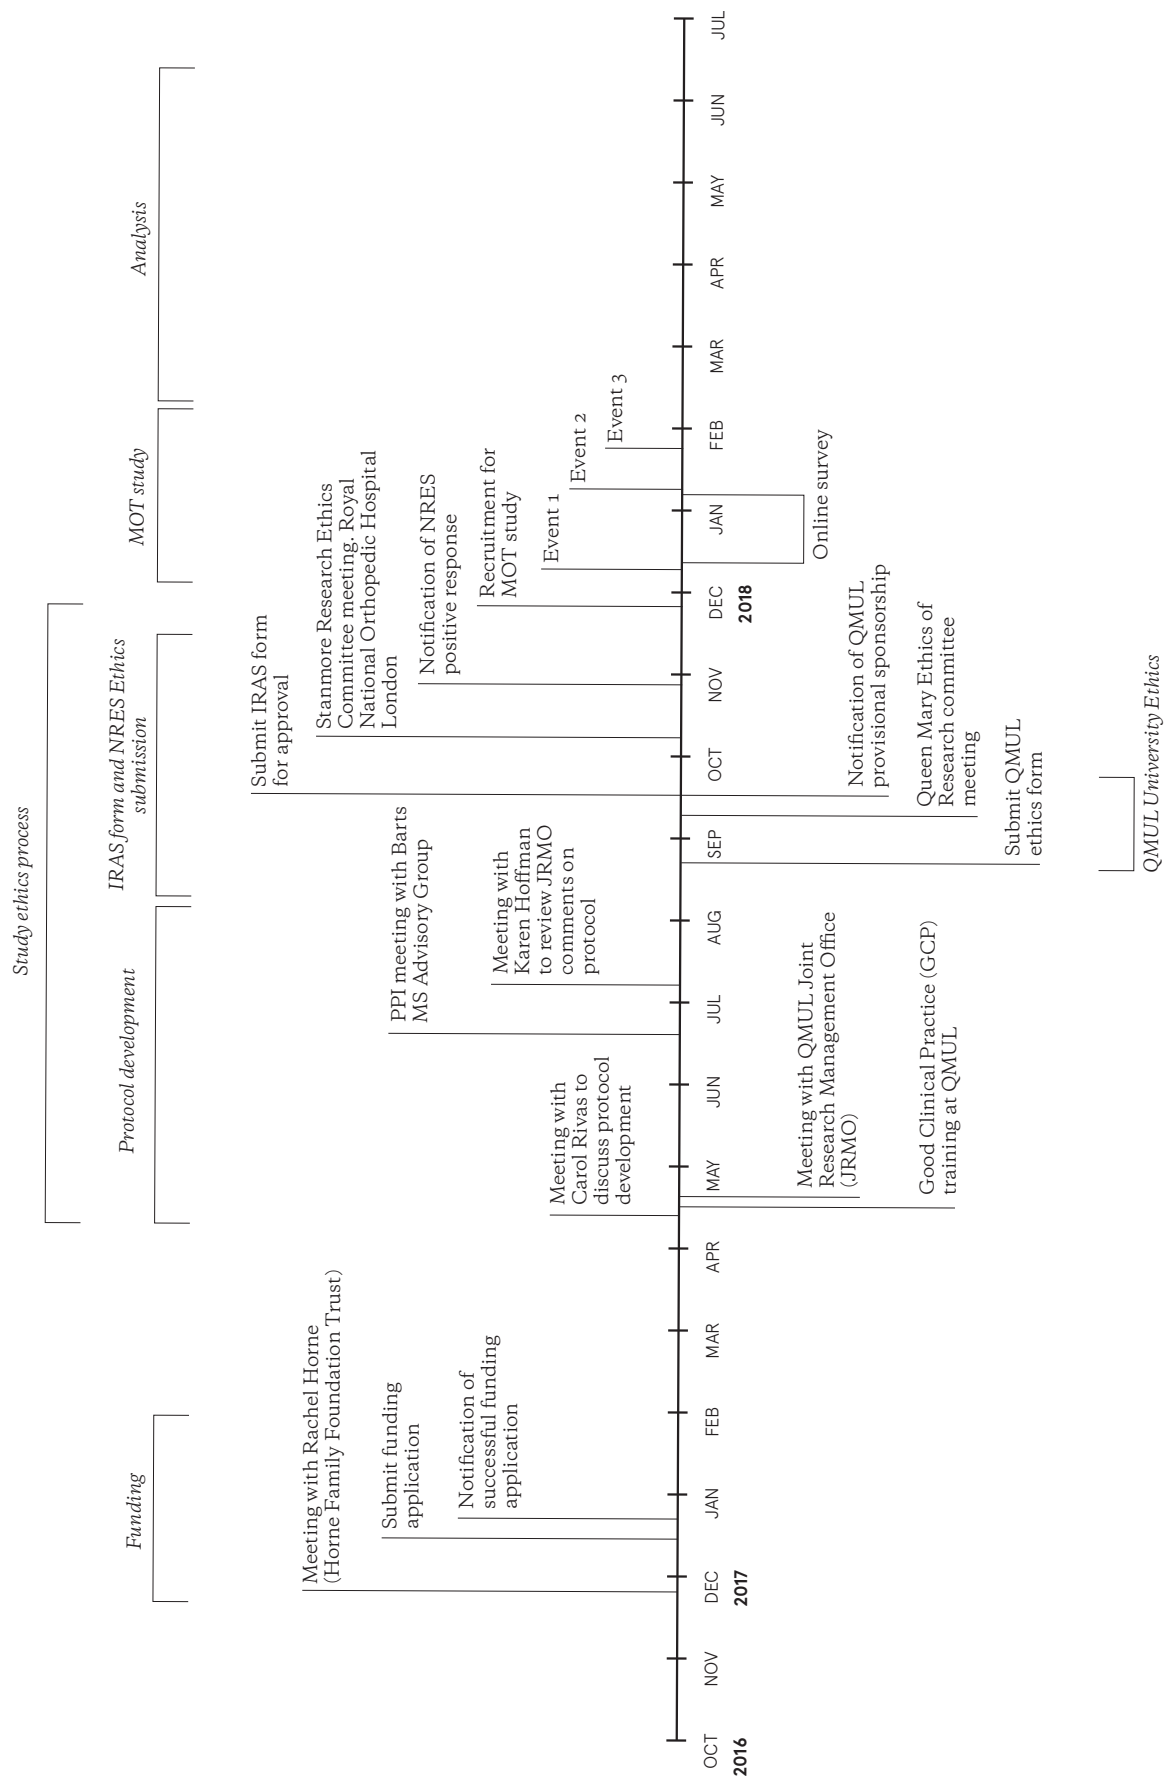 Study ethics process
Funding
Protocol development
IRAS form and NRES Ethics
submission
MOT study
Analysis
Meeting with Rachel Horne
(Horne Family Foundation Trust)
Submit funding
application
Notification of
successful funding
application
Meeting with
Carol Rivas to
discuss protocol
development
PPI meeting with Barts
MS Advisory Group
Meeting with
Karen Hoffman
to review JRMO
comments on
protocol
Submit IRAS form
for approval
Stanmore Research Ethics
Committee meeting. Royal
National Orthopedic Hospital
London
Notification of NRES
positive response
Recruitment for
MOT study
Event 1
Event 2
Event 3
OCT
NOV
DEC
JAN
FEB
MAR
APR
MAY
JUN
JUL
AUG
SEP
OCT
NOV
DEC
JAN
FEB
MAR
APR
MAY
JUN
JUL
2016
2017
2018
Meeting with QMUL Joint
Research Management Office
(JRMO)
Good Clinical Practice (GCP)
training at QMUL
Notification of QMUL
provisional sponsorship
Queen Mary Ethics of
Research committee
meeting
Submit QMUL
ethics form
Online survey
QMUL University Ethics